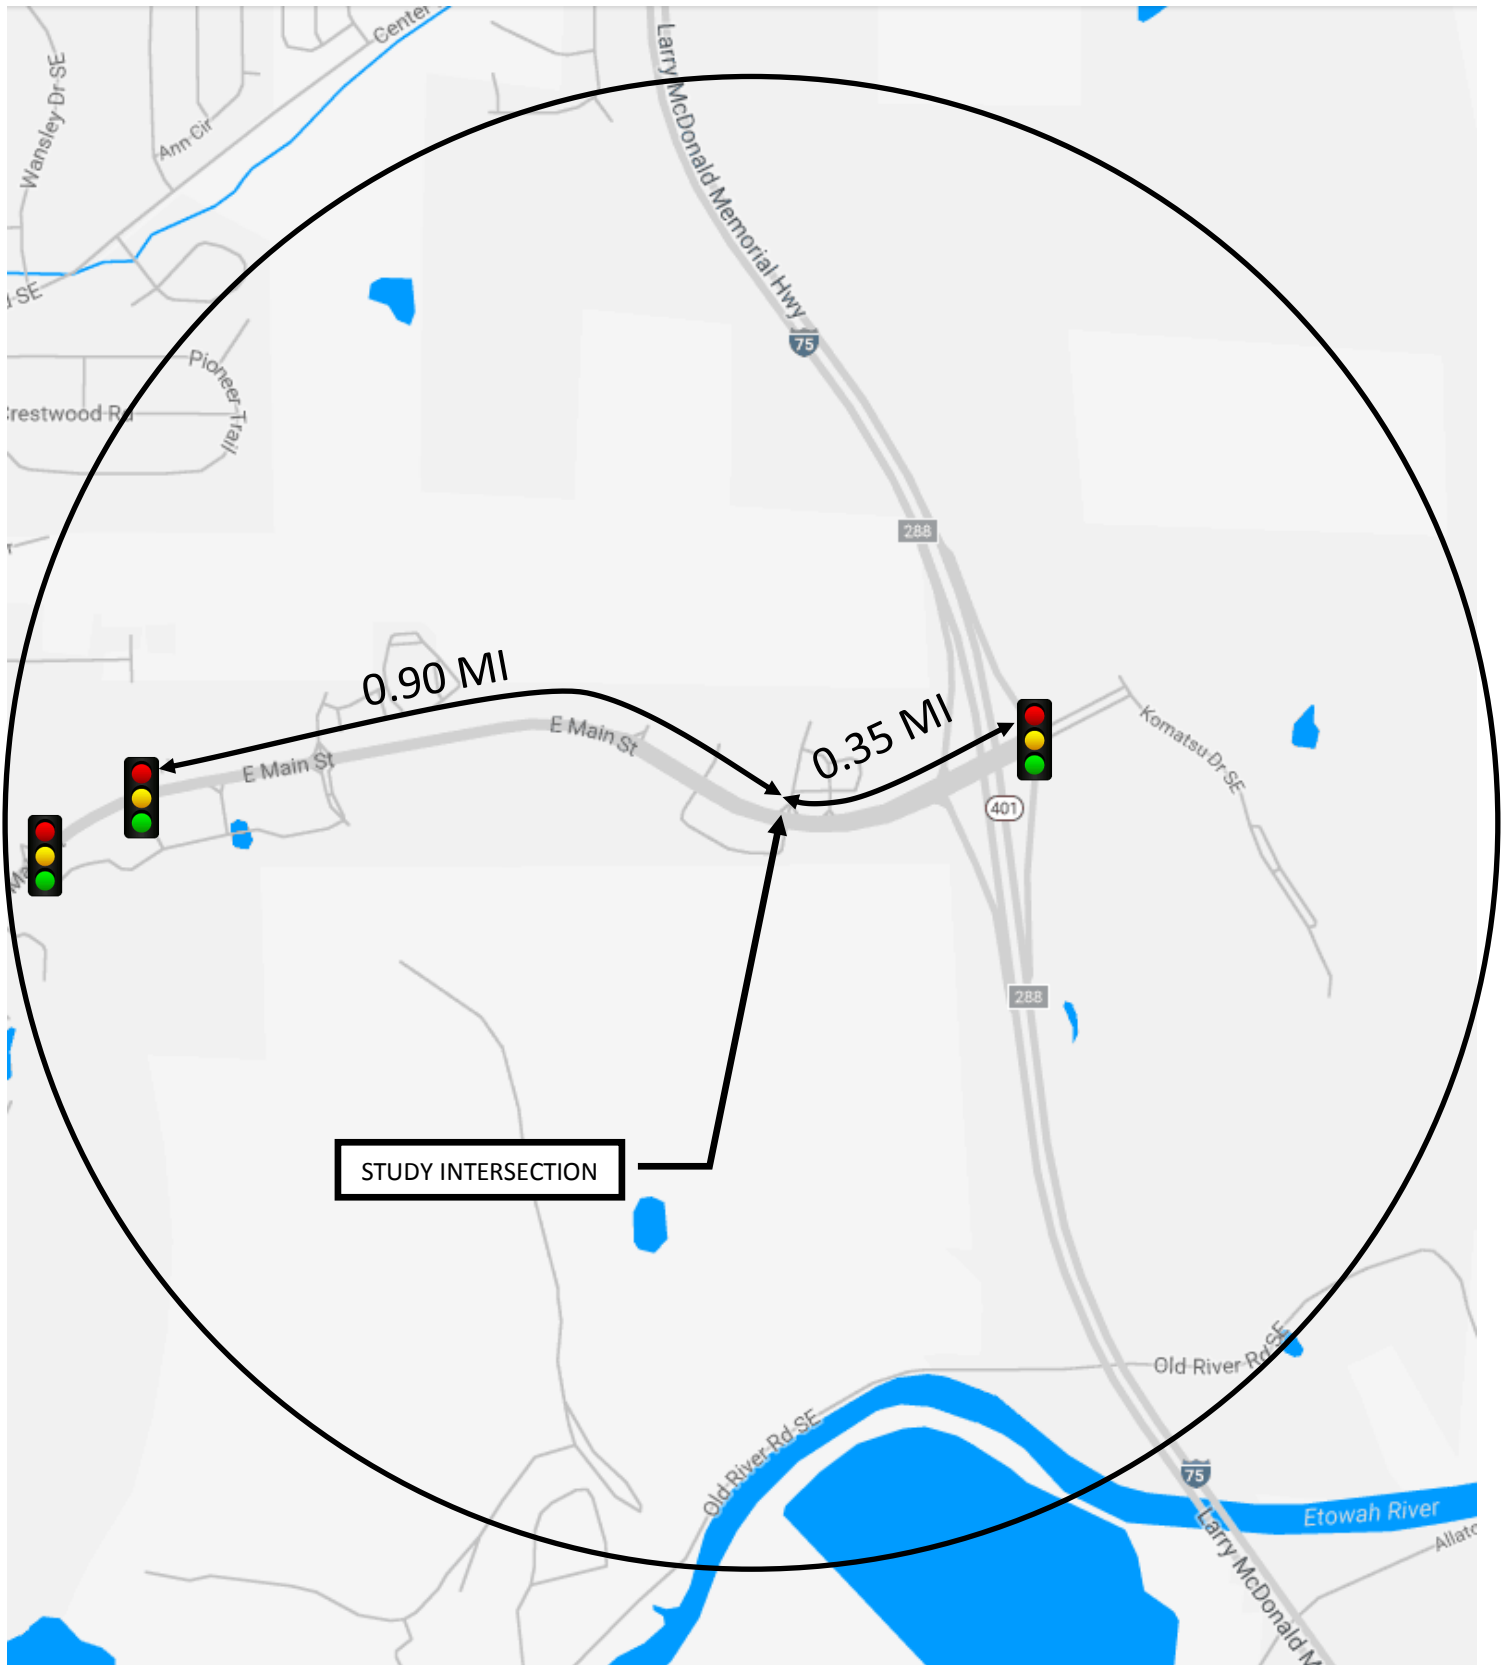 Center
Wansley Dr SE
Ann Cir
Larry McDonald Memorial Hwy
75
SE
Pioneer Trail
Crestwood Rd
288
0.90 MI
E Main St
0.35 MI
E Main St
Komatsu Dr SE
401
288
STUDY INTERSECTION
Old River Rd SE
Old River Rd SE
75
Etowah River
Allato
Larry McDonald M